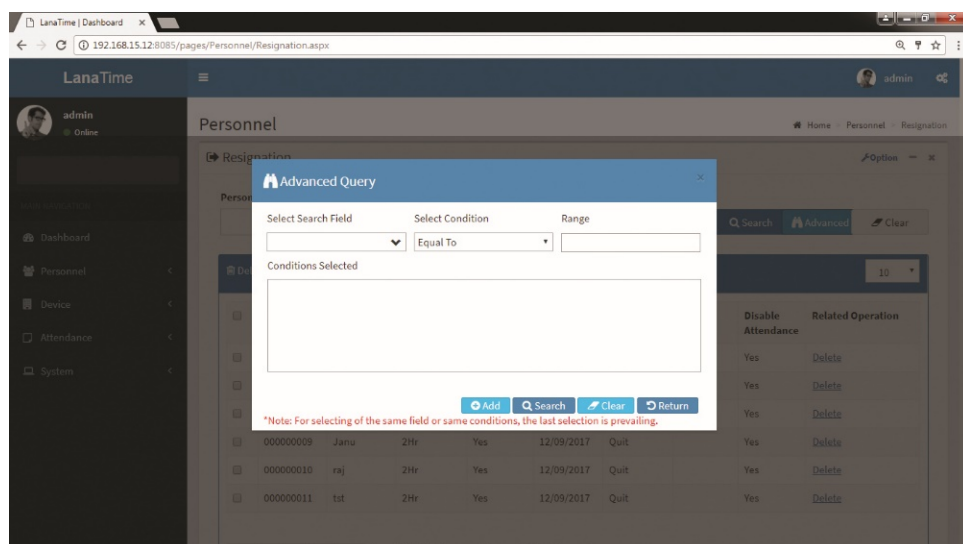 LanaTime | Dashboard
192.168.15.12:8085/pages/Personnel/Resignation.aspx
LanaTime
admin
admin
Online
Personnel
Home
Personnel
Resignation
Resignation
Option
Person
Search
Advanced
Clear
Advanced Query
Select Search Field
Select Condition
Range
Equal To
Conditions Selected
Add
Search
Clear
Return
*Note: For selecting of the same field or same conditions, the last selection is prevailing.
Dashboard
Personnel
Device
Attendance
System
10
Disable Attendance
Related Operation
Yes Delete
Yes Delete
Yes Delete
000000009 Janu 2Hr Yes 12/09/2017 Quit Yes Delete
000000010 raj 2Hr Yes 12/09/2017 Quit Yes Delete
000000011 tst 2Hr Yes 12/09/2017 Quit Yes Delete